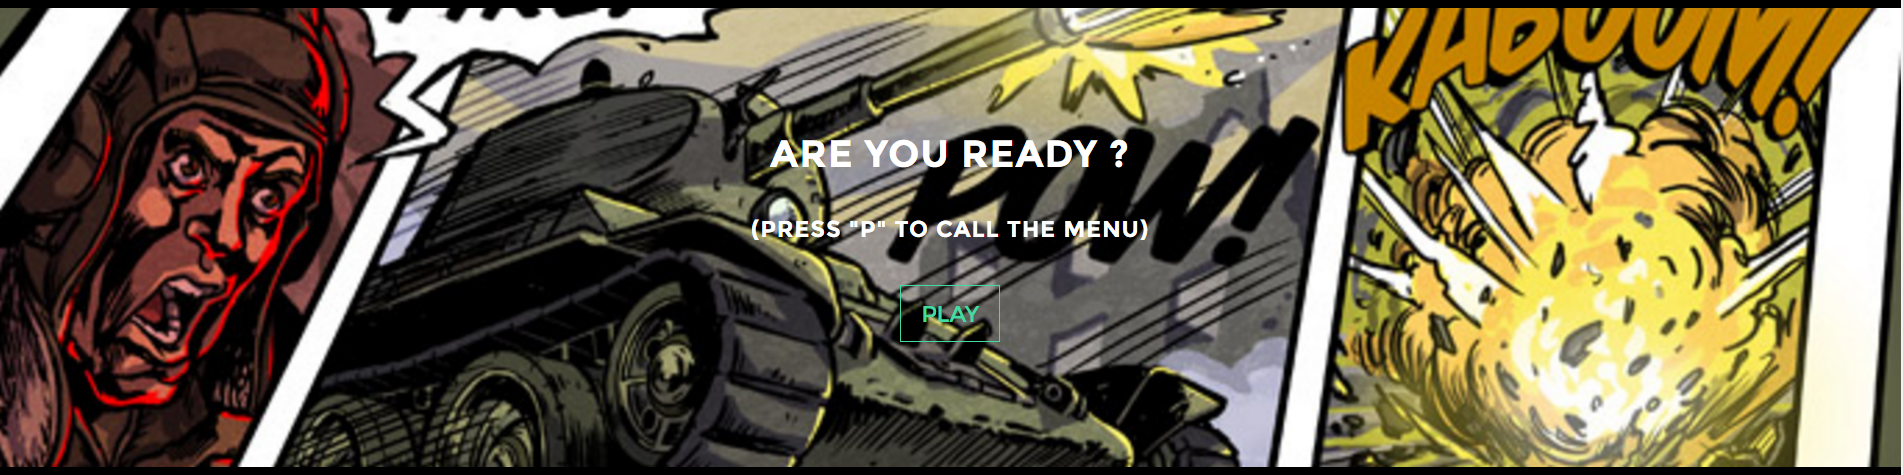 KABOOM!
ARE YOU READY ?
POW!
(PRESS "P" TO CALL THE MENU)
PLAY